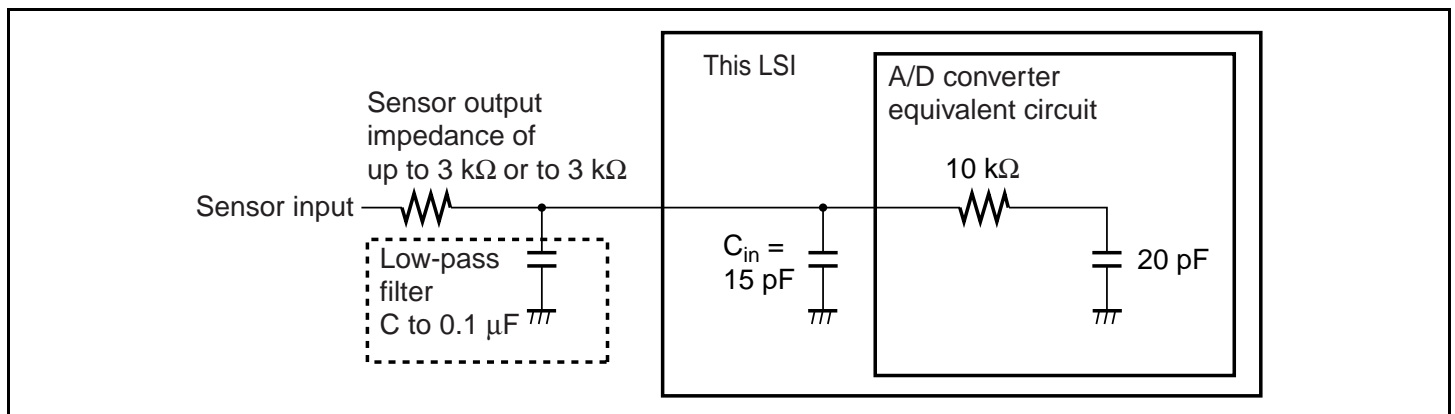 This LSI
A/D converter
equivalent circuit
Sensor output
impedance of
up to 3 kΩ or to 3 kΩ
10 kΩ
Sensor input
Low-pass
filter
C to 0.1 μF
Cin =
15 pF
20 pF